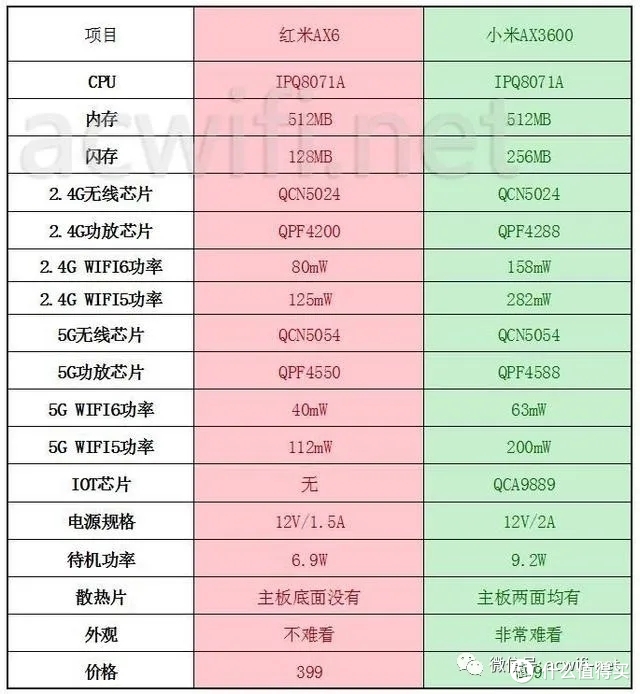 项目 红米AX6 小米AX3600
CPU IPQ8071A IPQ8071A
内存 512MB 512MB
闪存 128MB 256MB
2.4G无线芯片 QCN5024 QCN5024
2.4G功放芯片 QPF4200 QPF4288
2.4G WIFI6功率 80mW 158mW
2.4G WIFI5功率 125mW 282mW
5G无线芯片 QCN5054 QCN5054
5G功放芯片 QPF4550 QPF4588
5G WIFI6功率 40mW 63mW
5G WIFI5功率 112mW 200mW
IOT芯片 无 QCA9889
电源规格 12V/1.5A 12V/2A
待机功率 6.9W 9.2W
散热片 主板底面没有 主板两面均有
外观 不难看 非常难看
价格 399
acwifi.net
微信号: acwifi-net
什么值得买